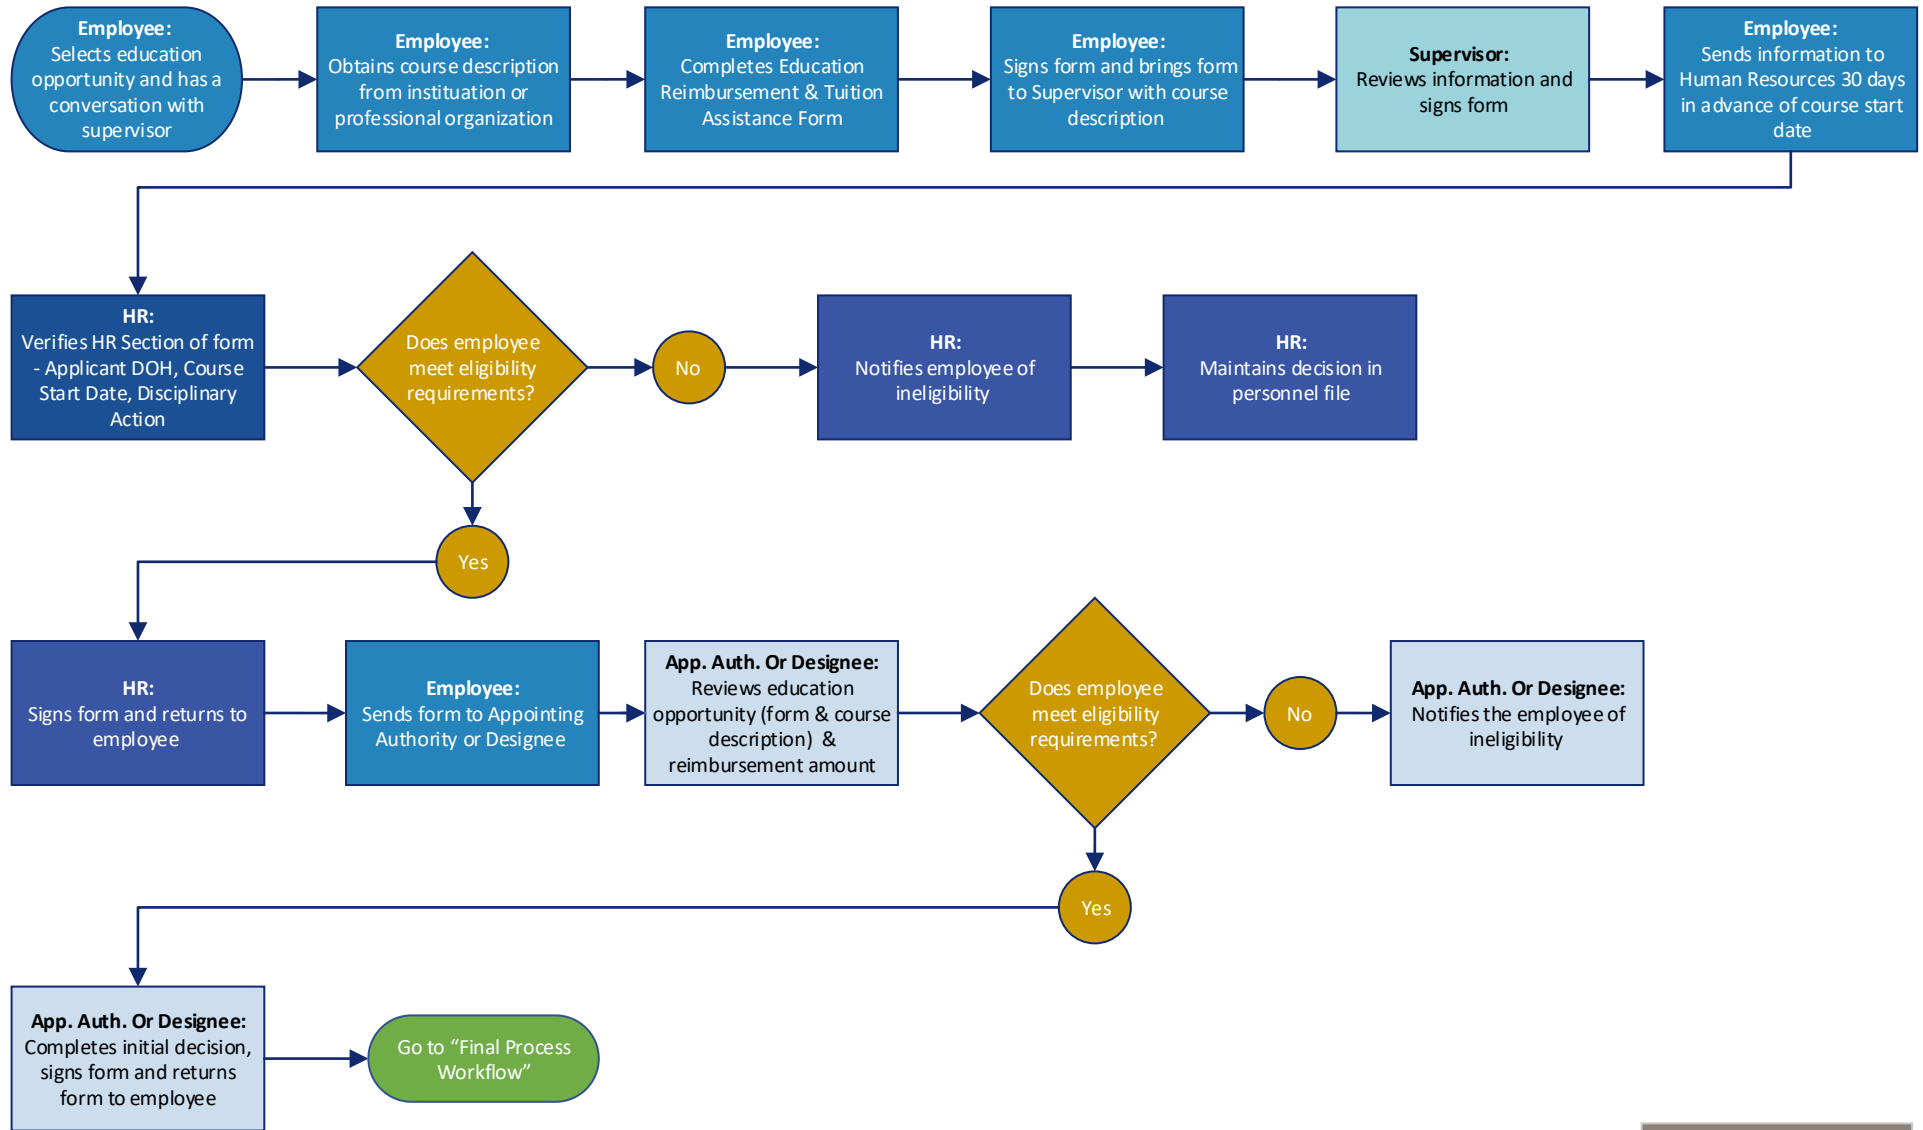 Employee:
Selects education
opportunity and has a
conversation with
supervisor
Employee:
Obtains course description
from instituation or
professional organization
Employee:
Completes Education
Reimbursement & Tuition
Assistance Form
Employee:
Signs form and brings form
to Supervisor with course
description
Supervisor:
Reviews information and
signs form
Employee:
Sends information to
Human Resources 30 days
in advance of course start
date
HR:
Verifies HR Section of form
- Applicant DOH, Course
Start Date, Disciplinary
Action
Does employee
meet eligibility
requirements?
No
HR:
Notifies employee of
ineligibility
HR:
Maintains decision in
personnel file
Yes
HR:
Signs form and returns to
employee
Employee:
Sends form to Appointing
Authority or Designee
App. Auth. Or Designee:
Reviews education
opportunity (form & course
description) &
reimbursement amount
Does employee
meet eligibility
requirements?
No
App. Auth. Or Designee:
Notifies the employee of
ineligibility
Yes
App. Auth. Or Designee:
Completes initial decision,
signs form and returns
form to employee
Go to “Final Process
Workflow”